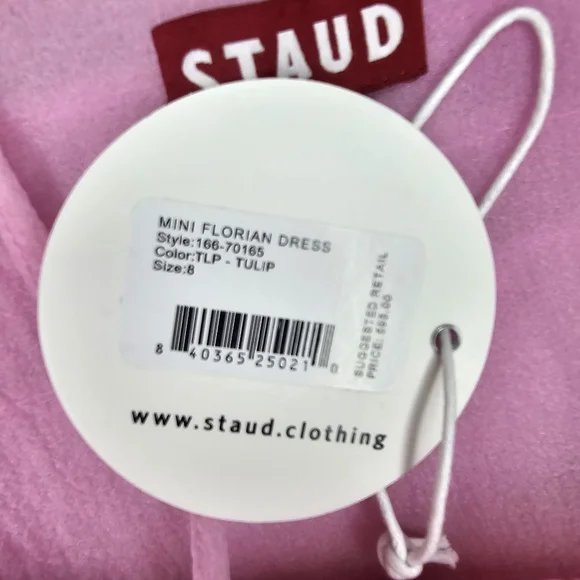 STAUD
MINI FLORIAN DRESS
Style:166-70165
Color:TLP - TULIP
Size:8
8 40365 25021 0
SUGGESTED RETAIL
PRICE:
www.staud.clothing